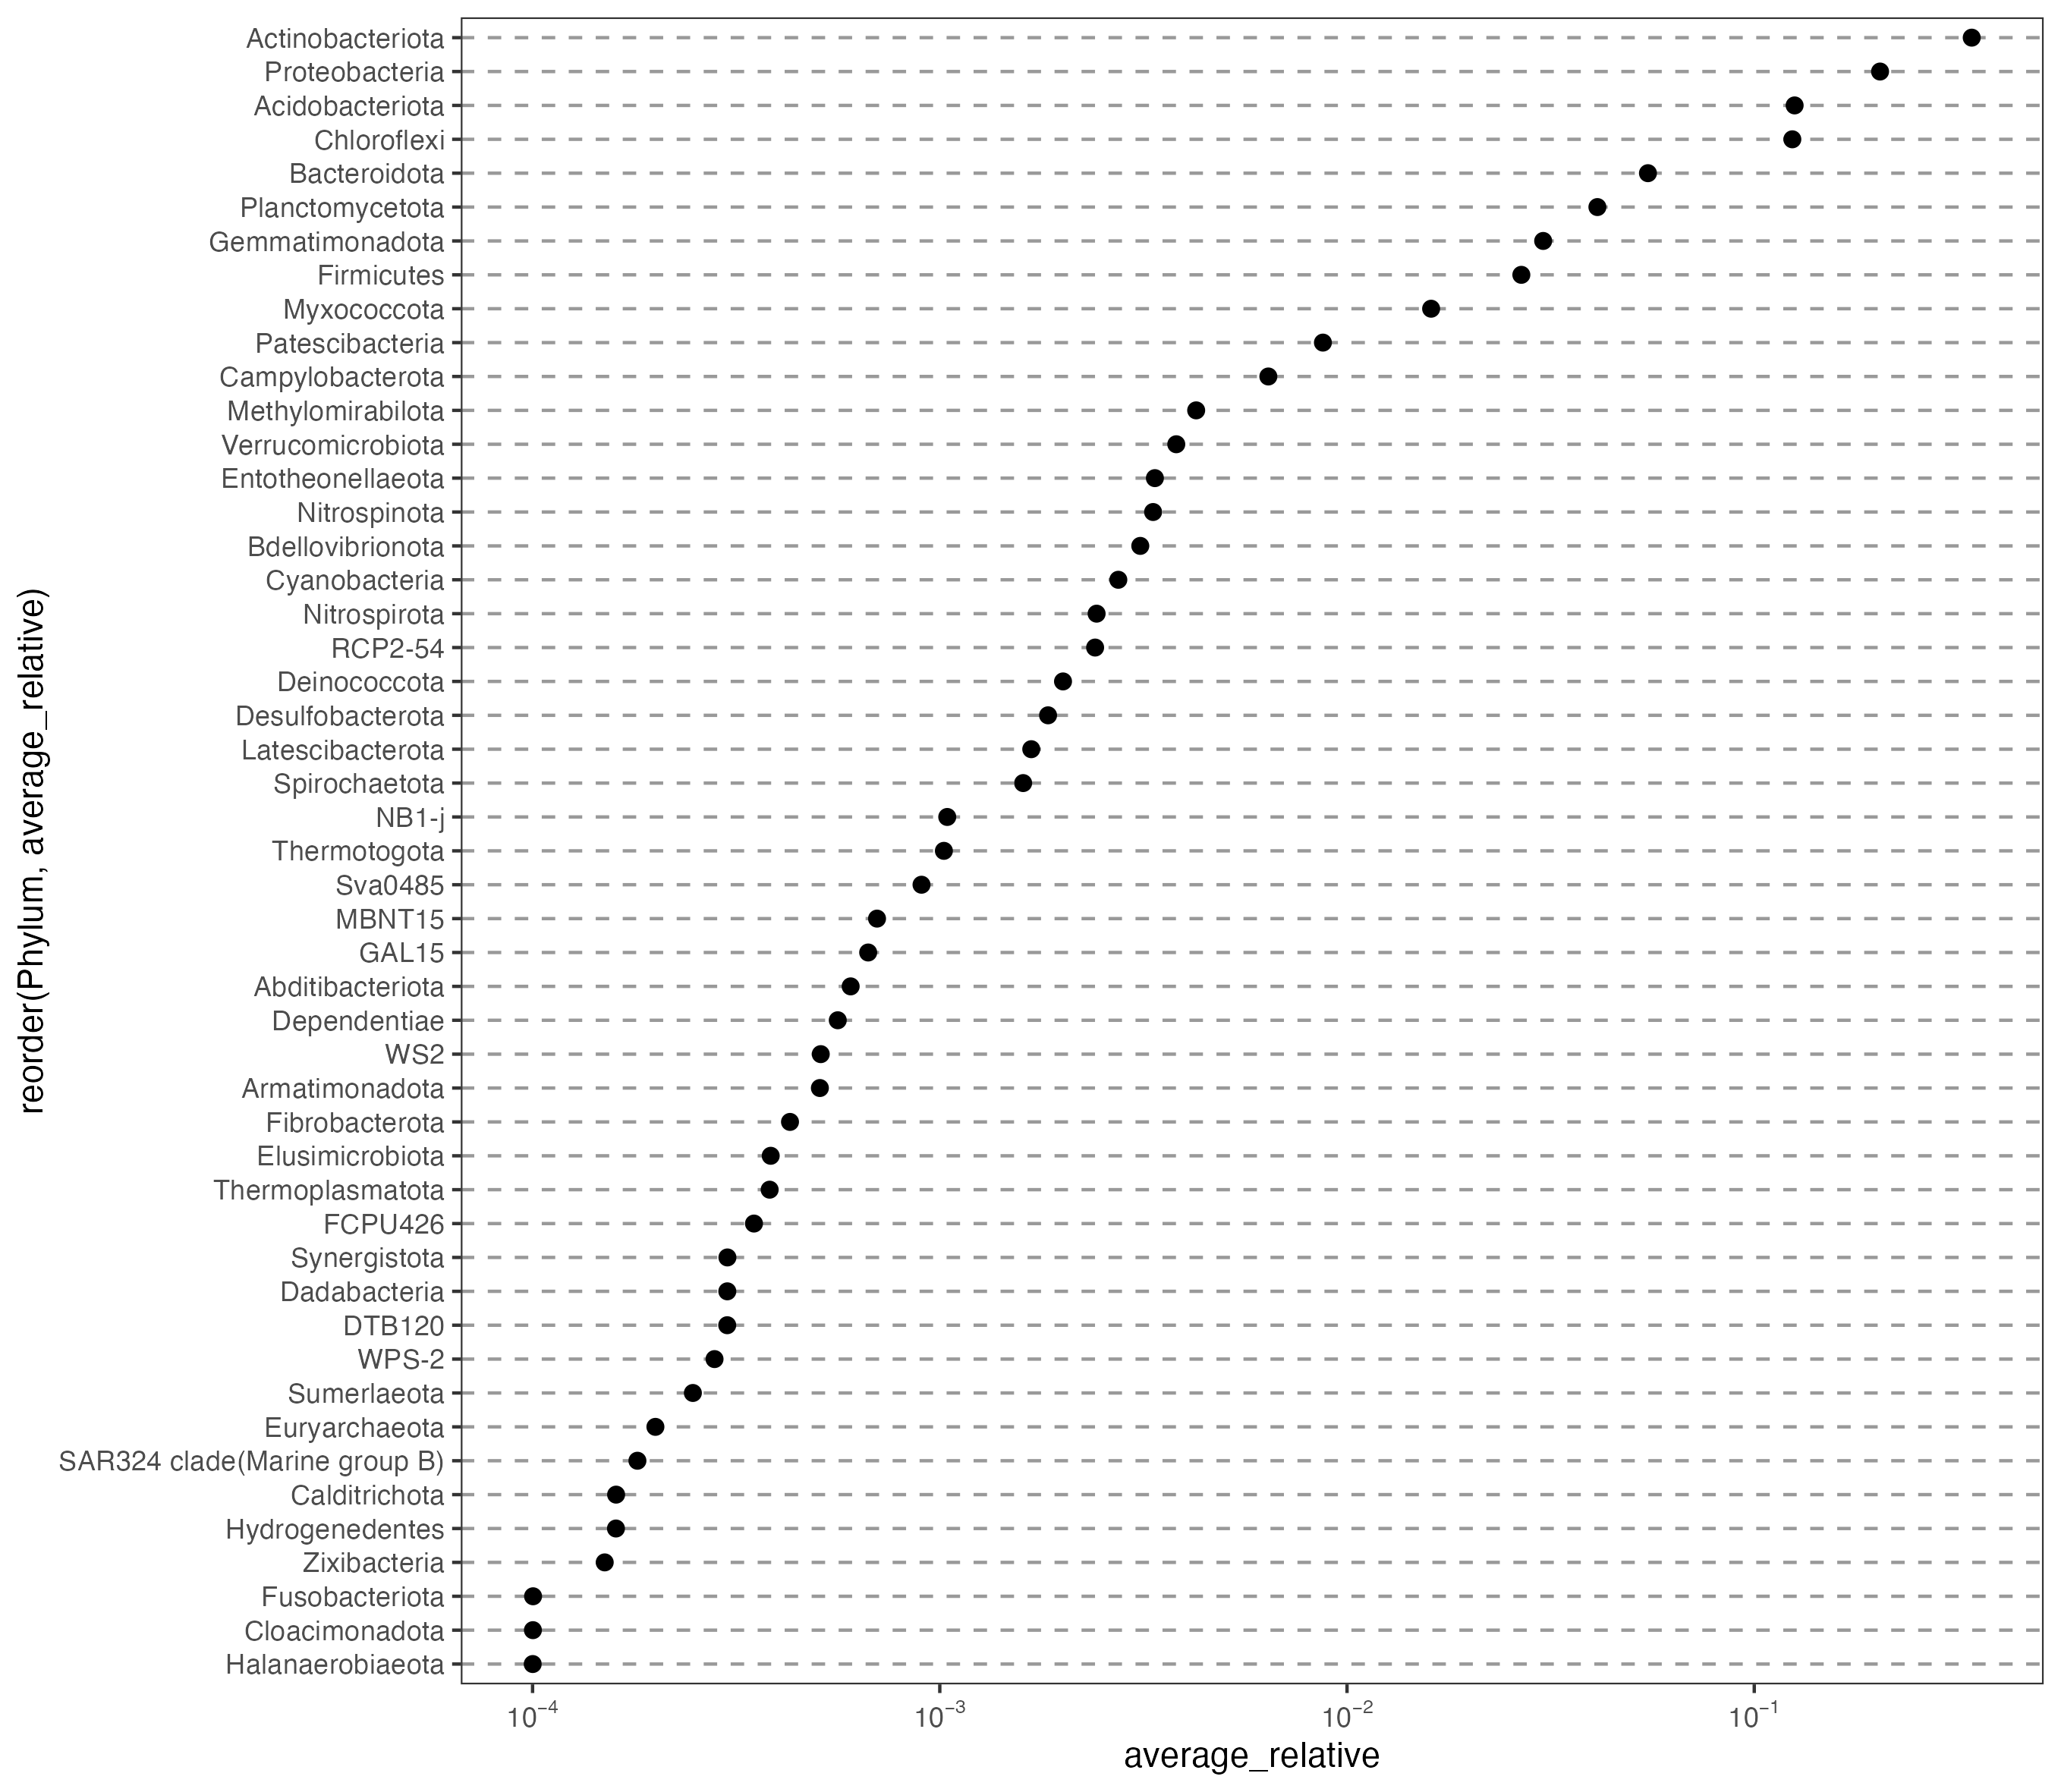 reorder(Phylum, average_relative)
Actinobacteriota
Proteobacteria
Acidobacteriota
Chloroflexi
Bacteroidota
Planctomycetota
Gemmatimonadota
Firmicutes
Myxococcota
Patescibacteria
Campylobacterota
Methylomirabilota
Verrucomicrobiota
Entotheonellaeota
Nitrospinota
Bdellovibrionota
Cyanobacteria
Nitrospirota
RCP2-54
Deinococcota
Desulfobacterota
Latescibacterota
Spirochaetota
NB1-j
Thermotogota
Sva0485
MBNT15
GAL15
Abditibacteriota
Dependentiae
WS2
Armatimonadota
Fibrobacterota
Elusimicrobiota
Thermoplasmatota
FCPU426
Synergistota
Dadabacteria
DTB120
WPS-2
Sumerlaeota
Euryarchaeota
SAR324 clade(Marine group B)
Calditrichota
Hydrogenedentes
Zixibacteria
Fusobacteriota
Cloacimonadota
Halanaerobiaeota
10⁻⁴ 10⁻³ 10⁻² 10⁻¹
average_relative